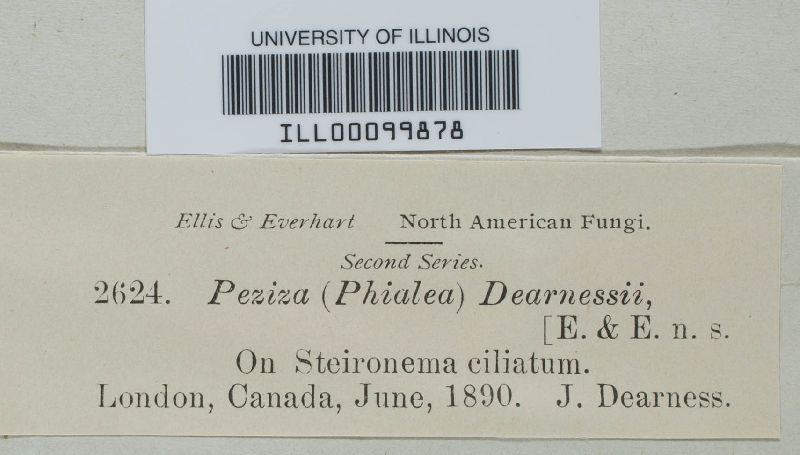 UNIVERSITY OF ILLINOIS
ILL00099878
Ellis & Everhart North American Fungi.
Second Series.
2624. Peziza (Phialea) Dearnessii,
[E. & E. n. s.
On Steironema ciliatum.
London, Canada, June, 1890. J. Dearness.